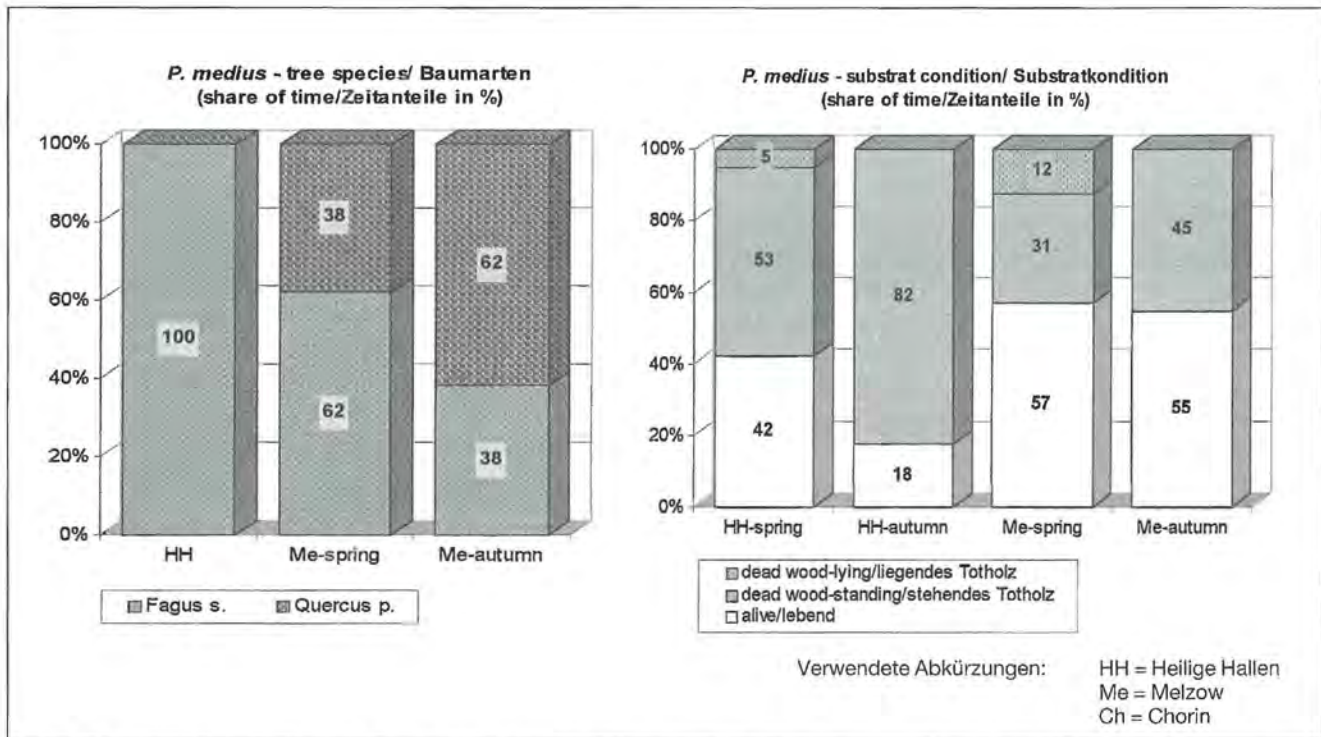 P. medius - tree species/ Baumarten
(share of time/Zeitanteile in %)
100%
80%
60%
40%
20%
0%
100
38
62
62
38
HH
Me-spring
Me-autumn
Fagus s.
Quercus p.
P. medius - substrat condition/ Substratkondition
(share of time/Zeitanteile in %)
100%
80%
60%
40%
20%
0%
5
53
42
82
18
12
31
57
45
55
HH-spring
HH-autumn
Me-spring
Me-autumn
dead wood-lying/liegendes Totholz
dead wood-standing/stehendes Totholz
alive/lebend
Verwendete Abkürzungen: HH = Heilige Hallen
Me = Melzow
Ch = Chorin